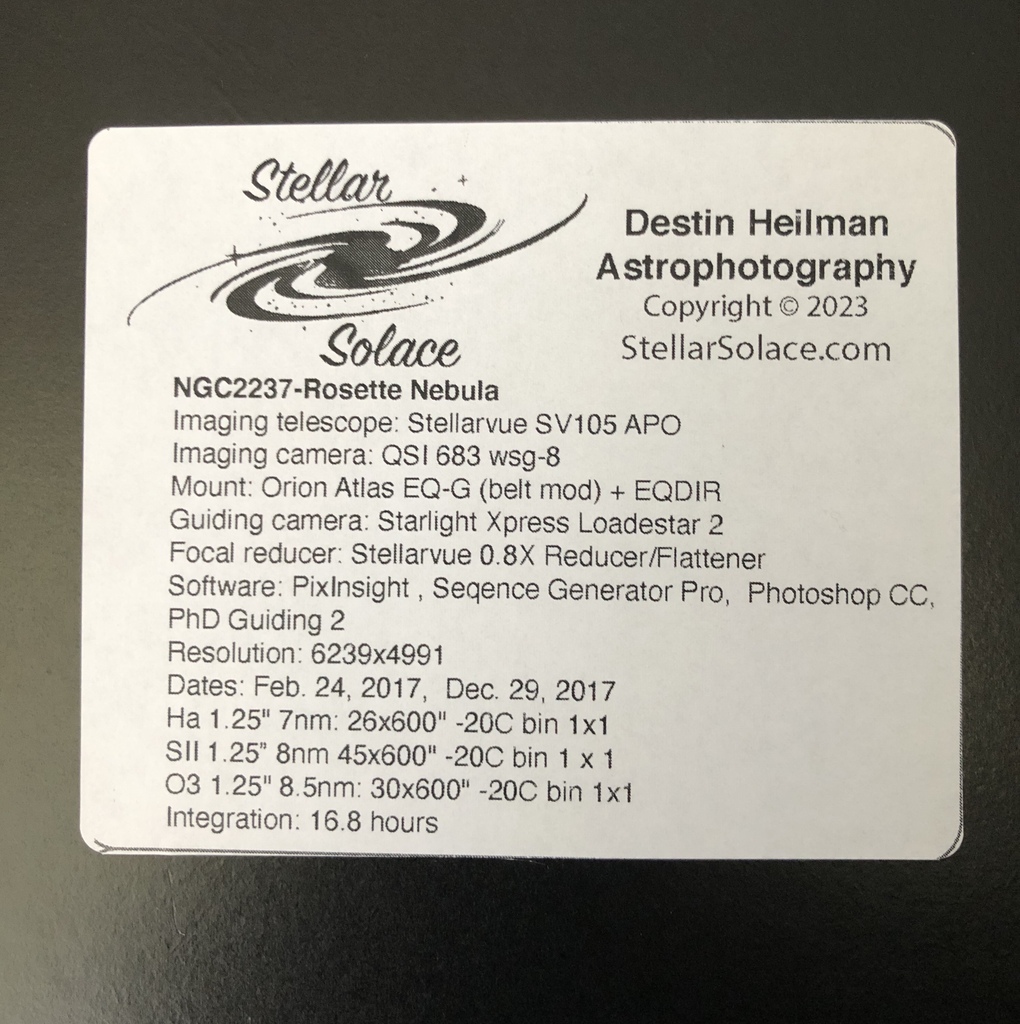 Stellar
Solace
Destin Heilman
Astrophotography
Copyright © 2023
StellarSolace.com
NGC2237-Rosette Nebula
Imaging telescope: Stellarvue SV105 APO
Imaging camera: QSI 683 wsg-8
Mount: Orion Atlas EQ-G (belt mod) + EQDIR
Guiding camera: Starlight Xpress Loadestar 2
Focal reducer: Stellarvue 0.8X Reducer/Flattener
Software: PixInsight , Seqence Generator Pro,  Photoshop CC,
PhD Guiding 2
Resolution: 6239x4991
Dates: Feb. 24, 2017,  Dec. 29, 2017
Ha 1.25" 7nm: 26x600" -20C bin 1x1
SII 1.25” 8nm 45x600" -20C bin 1 x 1
O3 1.25" 8.5nm: 30x600" -20C bin 1x1
Integration: 16.8 hours